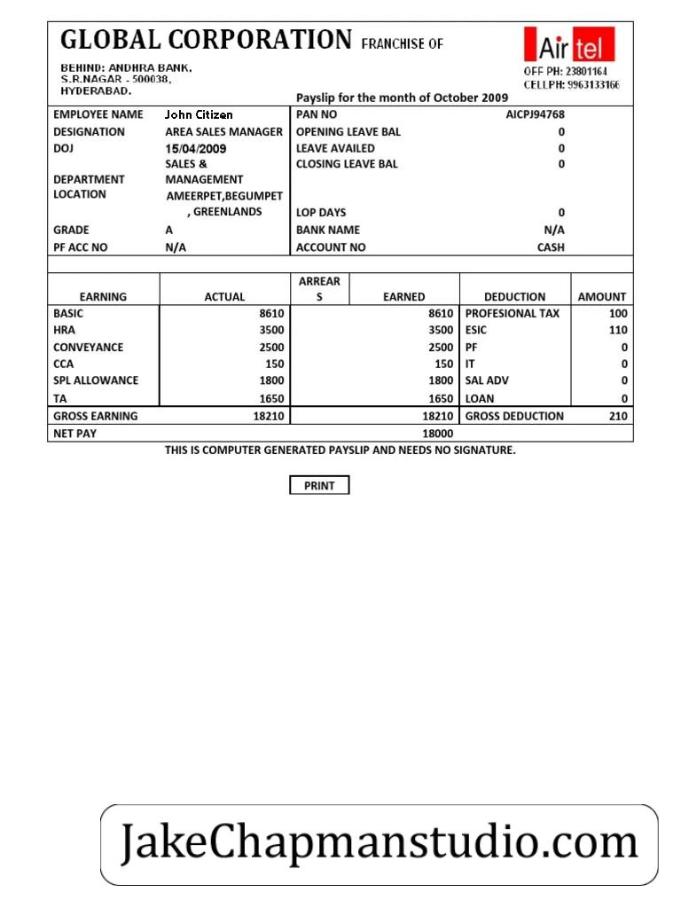 GLOBAL CORPORATION FRANCHISE OF
Air tel
BEHIND: ANDHRA BANK,
S.R.NAGAR - 500038,
HYDERABAD.
OFF PH: 23801164
CELLPH: 9963133166
Payslip for the month of October 2009
EMPLOYEE NAME John Citizen PAN NO AICPJ94768
DESIGNATION AREA SALES MANAGER OPENING LEAVE BAL 0
DOJ 15/04/2009 LEAVE AVAILED 0
SALES & CLOSING LEAVE BAL 0
DEPARTMENT MANAGEMENT
LOCATION AMEERPET,BEGUMPET
, GREENLANDS LOP DAYS 0
GRADE A BANK NAME N/A
PF ACC NO N/A ACCOUNT NO CASH
ARREAR
EARNING ACTUAL S EARNED DEDUCTION AMOUNT
BASIC 8610 8610 PROFESIONAL TAX 100
HRA 3500 3500 ESIC 110
CONVEYANCE 2500 2500 PF 0
CCA 150 150 IT 0
SPL ALLOWANCE 1800 1800 SAL ADV 0
TA 1650 1650 LOAN 0
GROSS EARNING 18210 18210 GROSS DEDUCTION 210
NET PAY 18000
THIS IS COMPUTER GENERATED PAYSLIP AND NEEDS NO SIGNATURE.
PRINT
JakeChapmanstudio.com